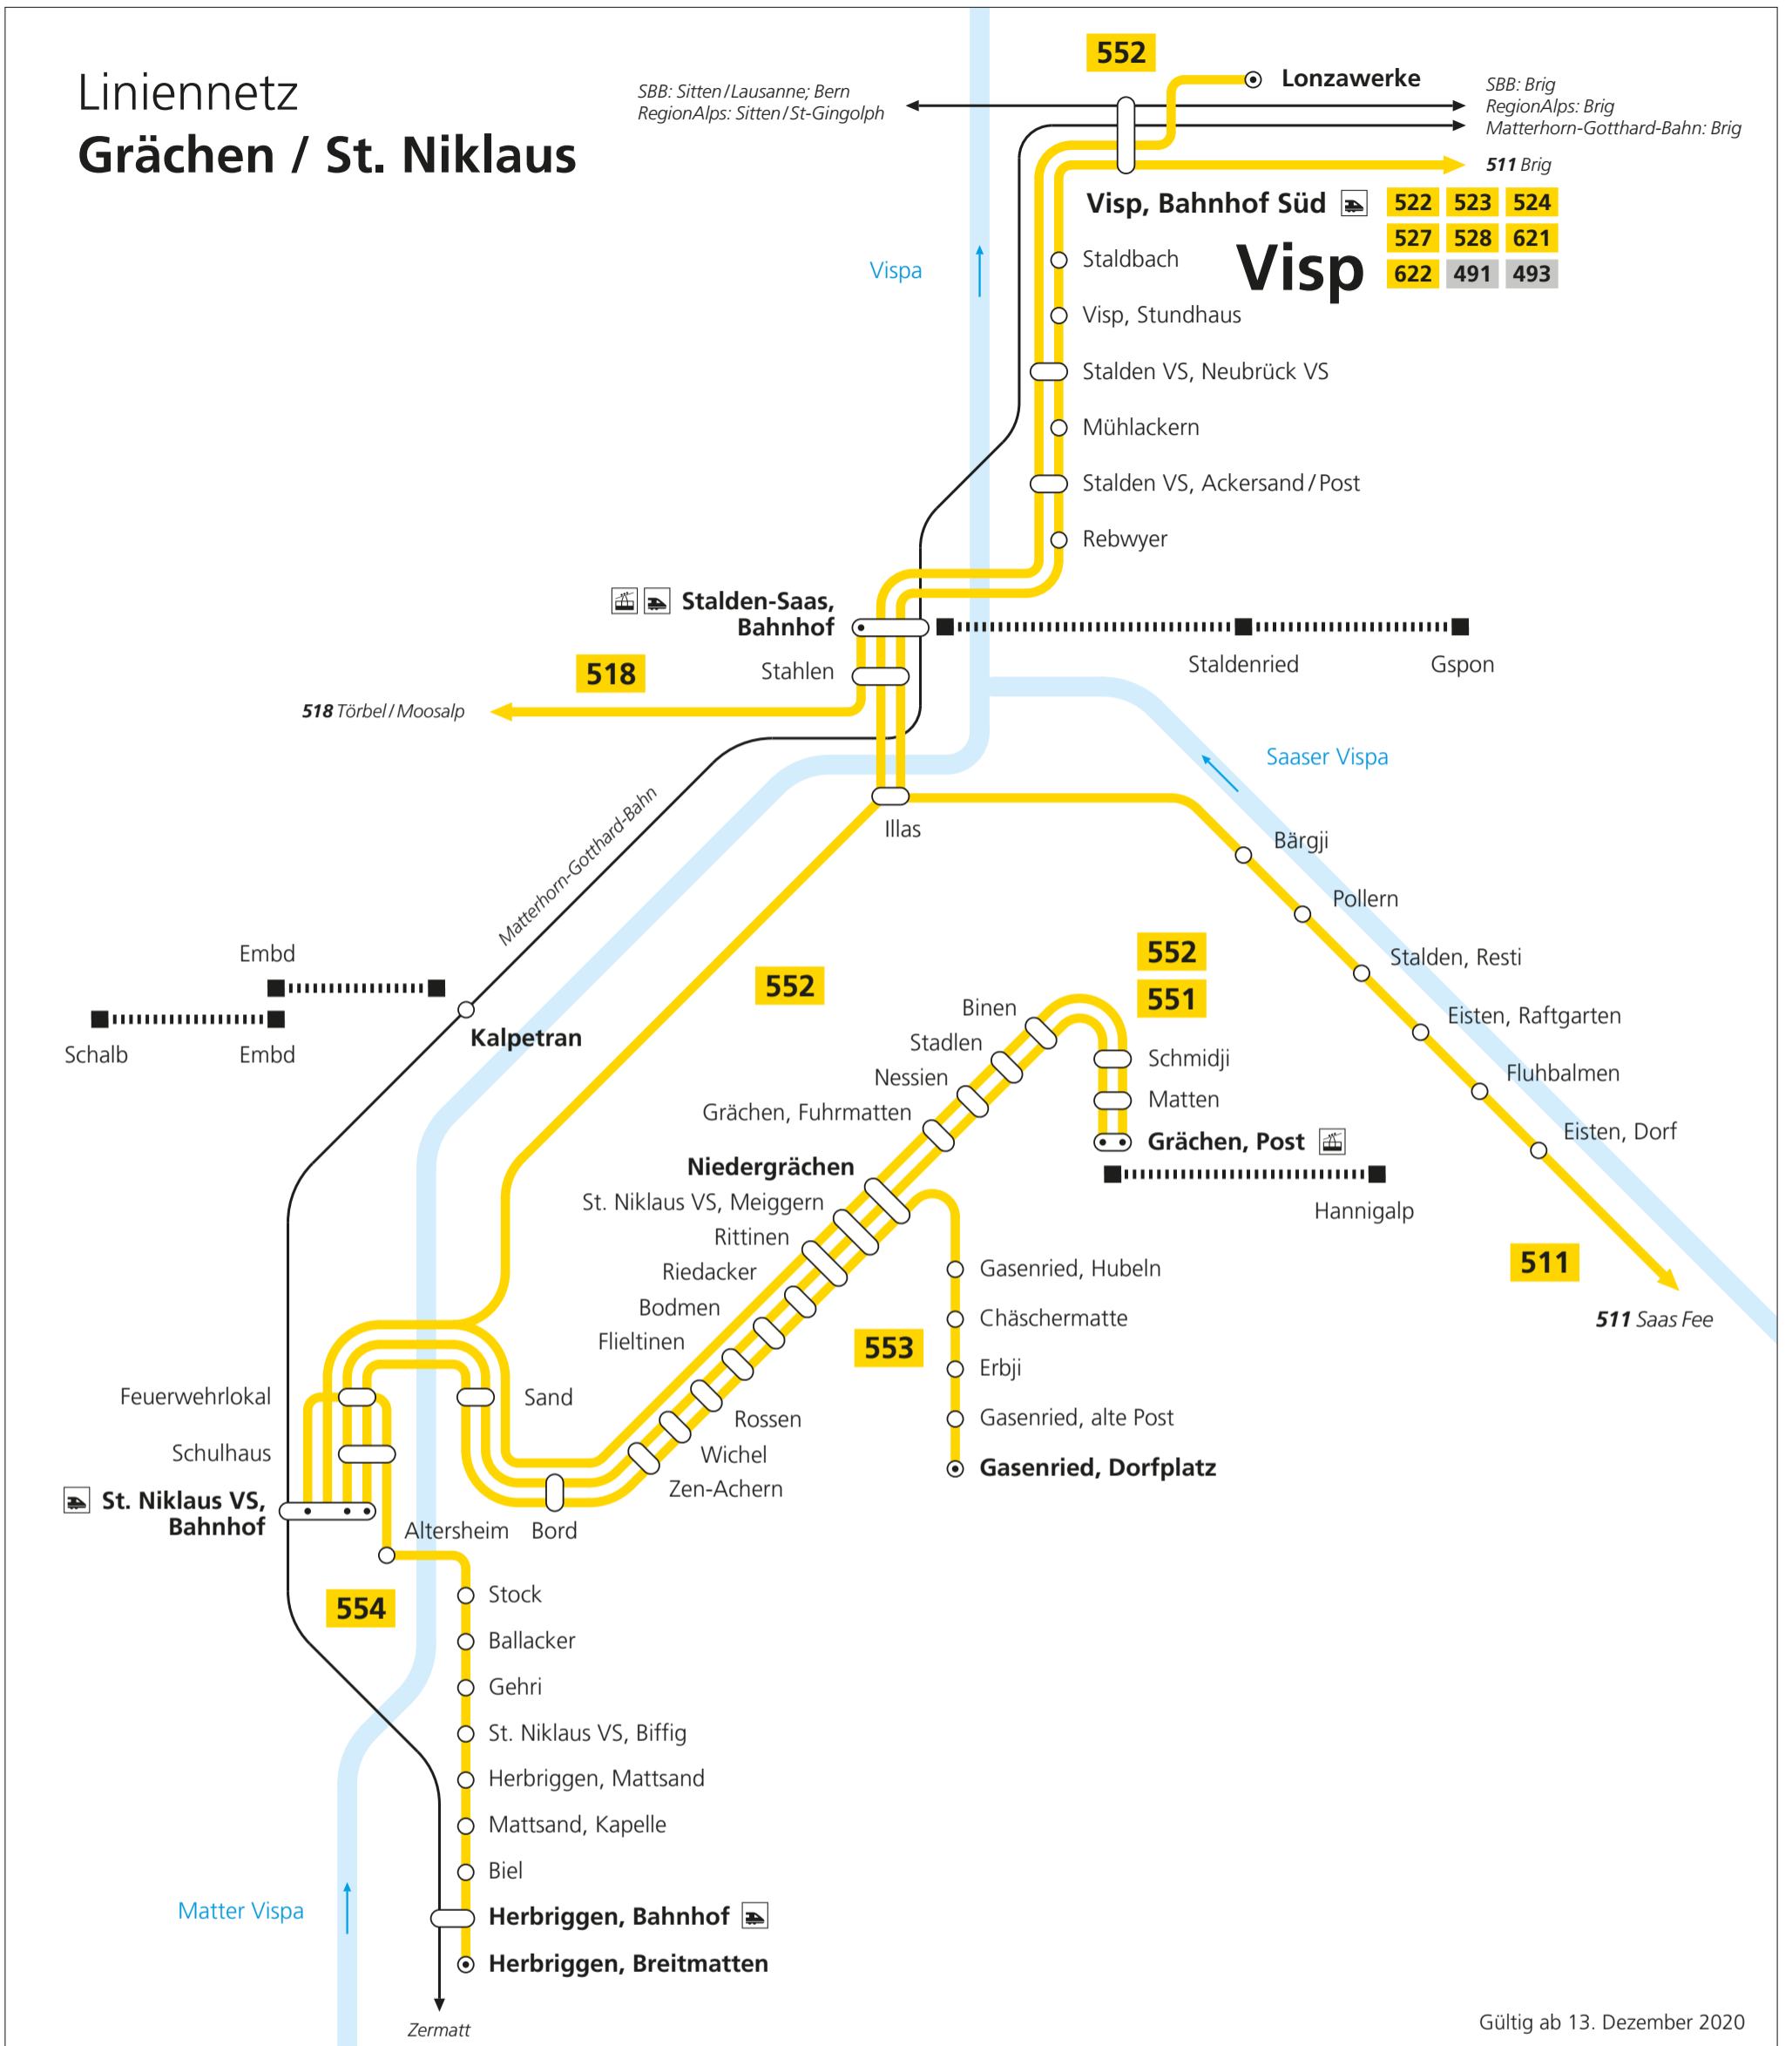 Liniennetz
Grächen / St. Niklaus
552
Lonzawerke
SBB: Sitten/Lausanne; Bern
RegionAlps: Sitten/St-Gingolph
SBB: Brig
RegionAlps: Brig
Matterhorn-Gotthard-Bahn: Brig
511 Brig
Visp, Bahnhof Süd
522 523 524
527 528 621
622 491 493
Visp
Vispa
Staldbach
Visp, Stundhaus
Stalden VS, Neubrück VS
Mühlackern
Stalden VS, Ackersand/Post
Rebwyer
Stalden-Saas,
Bahnhof
Staldenried
Gspon
Stahlen
518
518 Törbel/Moosalp
Saaser Vispa
Matterhorn-Gotthard-Bahn
Illas
Bärgji
Pollern
Stalden, Resti
Eisten, Raftgarten
Fluhbalmen
Eisten, Dorf
511
511 Saas Fee
Embd
Schalb
Embd
Kalpetran
552
552
551
Binen
Stadlen
Nessien
Grächen, Fuhrmatten
Niedergrächen
St. Niklaus VS, Meiggern
Rittinen
Riedacker
Bodmen
Flieltinen
Schmidji
Matten
Grächen, Post
Hannigalp
553
Gasenried, Hubeln
Chäschermatte
Erbji
Gasenried, alte Post
Gasenried, Dorfplatz
Feuerwehrlokal
Sand
Schulhaus
Rossen
Wichel
Zen-Achern
St. Niklaus VS,
Bahnhof
Altersheim
Bord
554
Stock
Ballacker
Gehri
St. Niklaus VS, Biffig
Herbriggen, Mattsand
Mattsand, Kapelle
Biel
Matter Vispa
Herbriggen, Bahnhof
Herbriggen, Breitmatten
Zermatt
Gültig ab 13. Dezember 2020